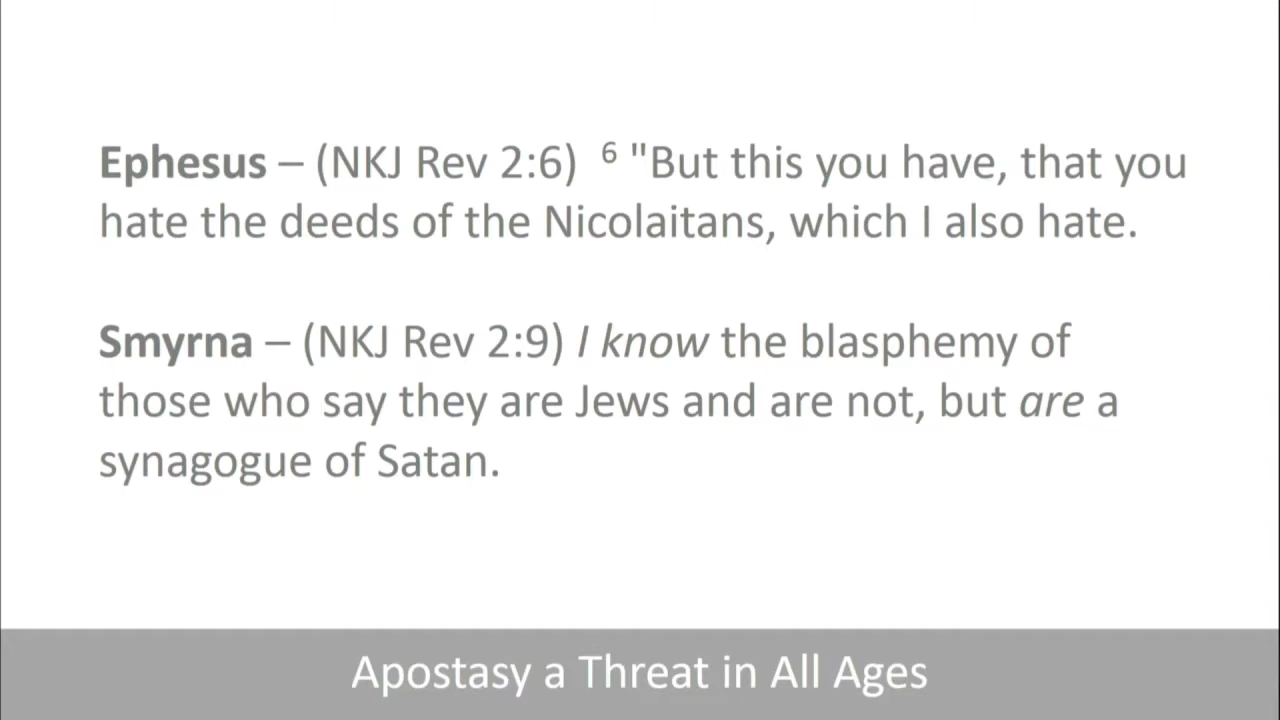 Ephesus – (NKJ Rev 2:6) ⁶ "But this you have, that you
hate the deeds of the Nicolaitans, which I also hate.
Smyrna – (NKJ Rev 2:9) I know the blasphemy of
those who say they are Jews and are not, but are a
synagogue of Satan.
Apostasy a Threat in All Ages